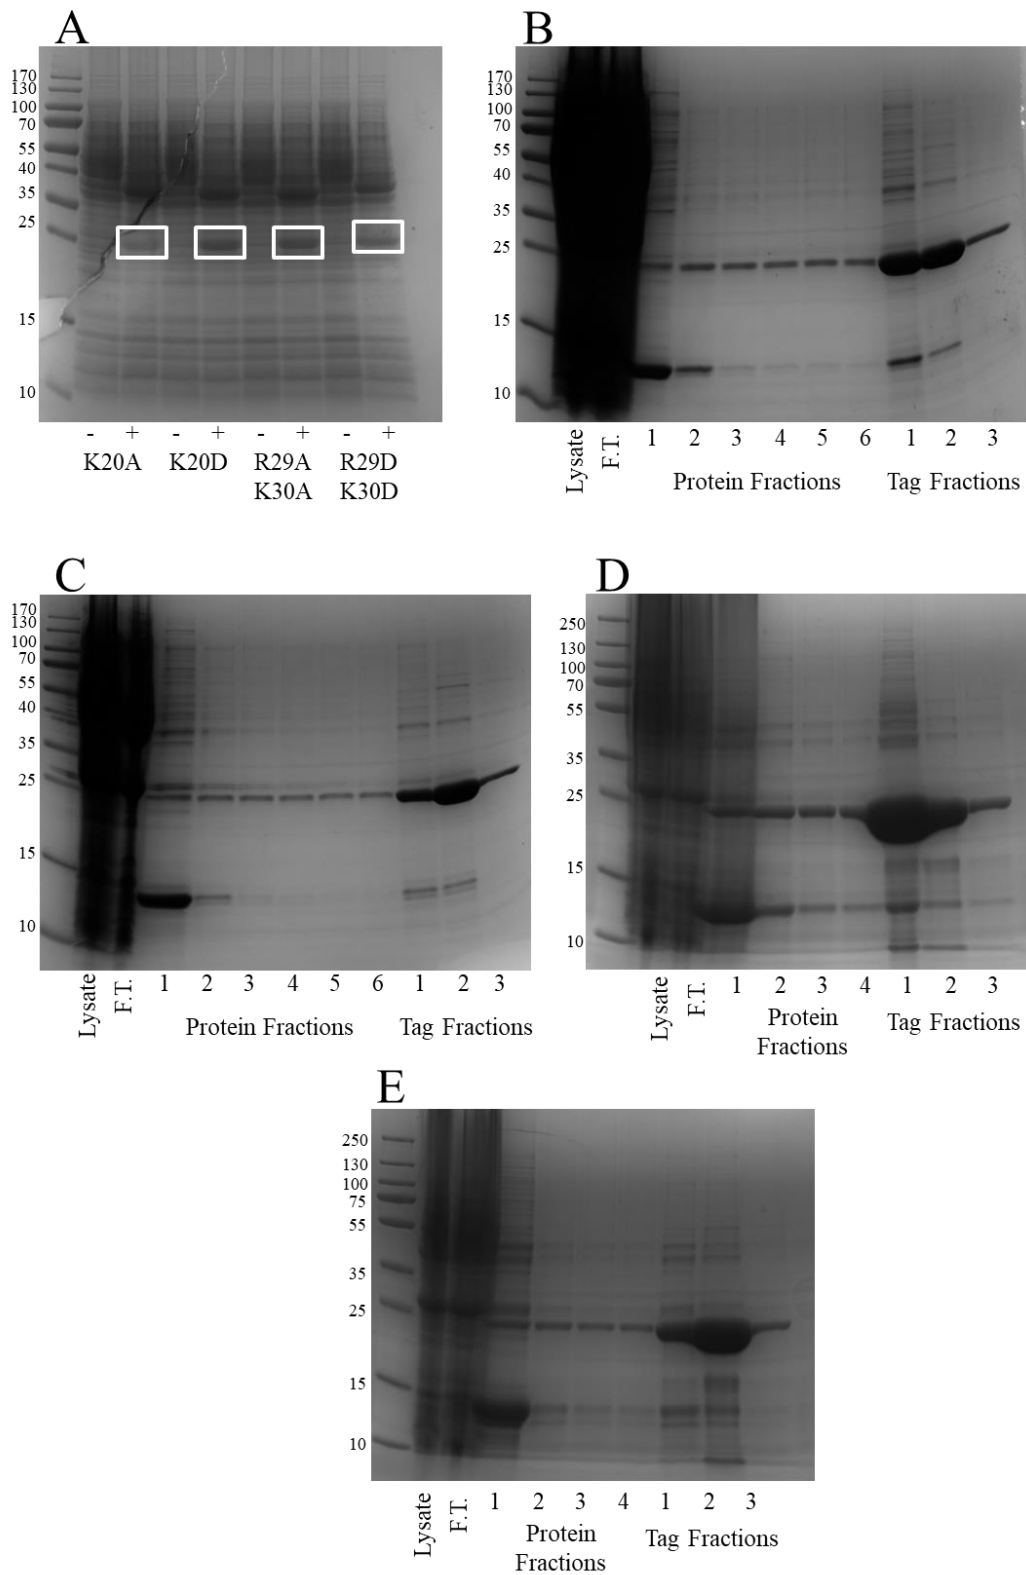 A
170
130
100
70
55
40
35
25
15
10
- + - + - + - +
K20A K20D R29A R29D
K30A K30D
B
170
130
100
70
55
40
35
25
15
10
Lysate F.T. 1 2 3 4 5 6 1 2 3
Protein Fractions Tag Fractions
C
170
130
100
70
55
40
35
25
15
10
Lysate F.T. 1 2 3 4 5 6 1 2 3
Protein Fractions Tag Fractions
D
250
130
100
70
55
35
25
15
10
Lysate F.T. 1 2 3 4 1 2 3
Protein Tag Fractions
Fractions
E
250
130
100
75
55
35
25
15
10
Lysate F.T. 1 2 3 4 1 2 3
Protein Tag Fractions
Fractions